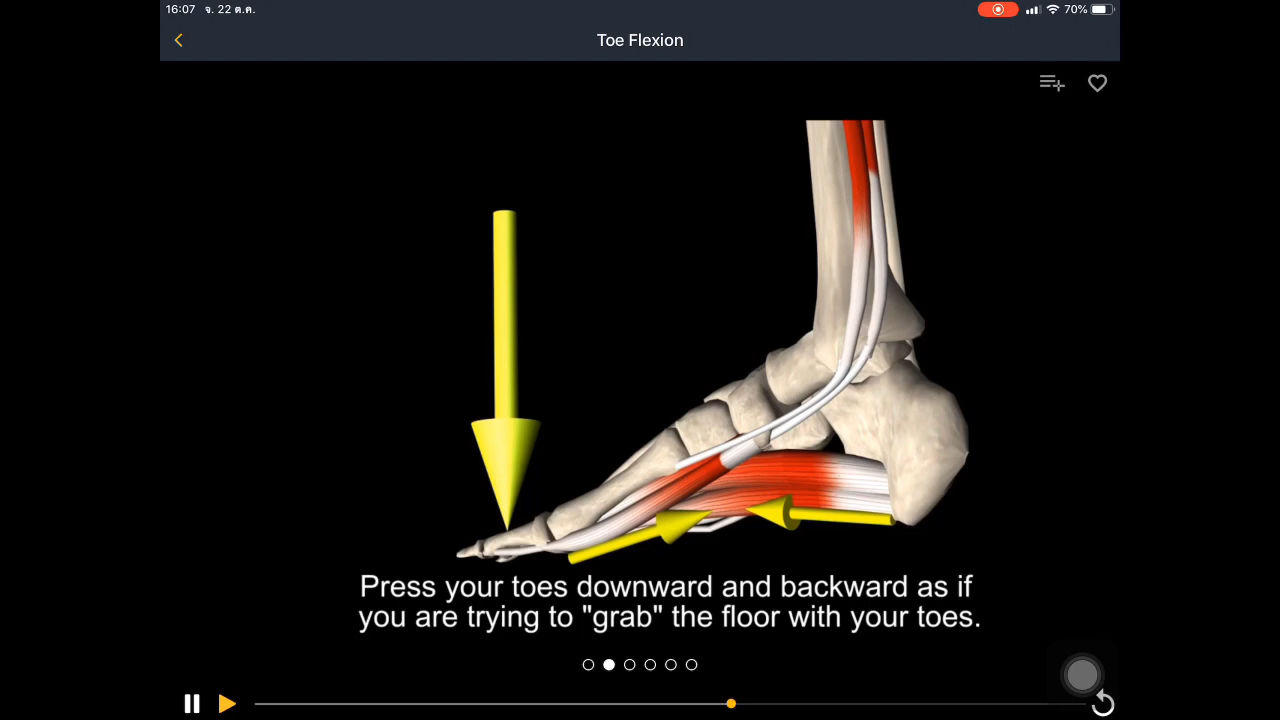 16:07 จ. 22 ต.ค. 70%
Toe Flexion
Press your toes downward and backward as if
you are trying to "grab" the floor with your toes.